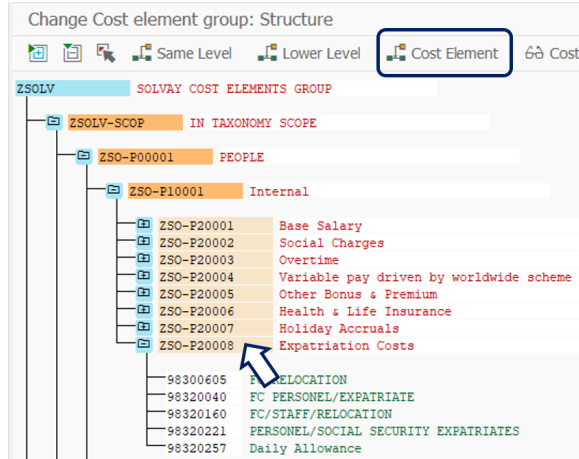 Change Cost element group: Structure
Same Level Lower Level Cost Element Cost
ZSOLV SOLVAY COST ELEMENTS GROUP
ZSOLV-SCOP IN TAXONOMY SCOPE
ZSO-P00001 PEOPLE
ZSO-P10001 Internal
ZSO-P20001 Base Salary
ZSO-P20002 Social Charges
ZSO-P20003 Overtime
ZSO-P20004 Variable pay driven by worldwide scheme
ZSO-P20005 Other Bonus & Premium
ZSO-P20006 Health & Life Insurance
ZSO-P20007 Holiday Accruals
ZSO-P20008 Expatriation Costs
98300605 RELOCATION
98320040 FC PERSONEL/EXPATRIATE
98320160 FC/STAFF/RELOCATION
98320221 PERSONEL/SOCIAL SECURITY EXPATRIATES
98320257 Daily Allowance